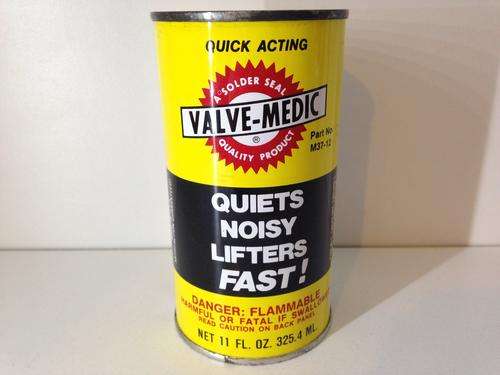 QUICK ACTING
A SOLDER SEAL
VALVE-MEDIC
®
QUALITY PRODUCT
Part No
M37-12
QUIETS
NOISY
LIFTERS
FAST!
DANGER: FLAMMABLE
HARMFUL OR FATAL IF SWALLOWED
READ CAUTION ON BACK PANEL
NET 11 FL. OZ. 325.4 ML.